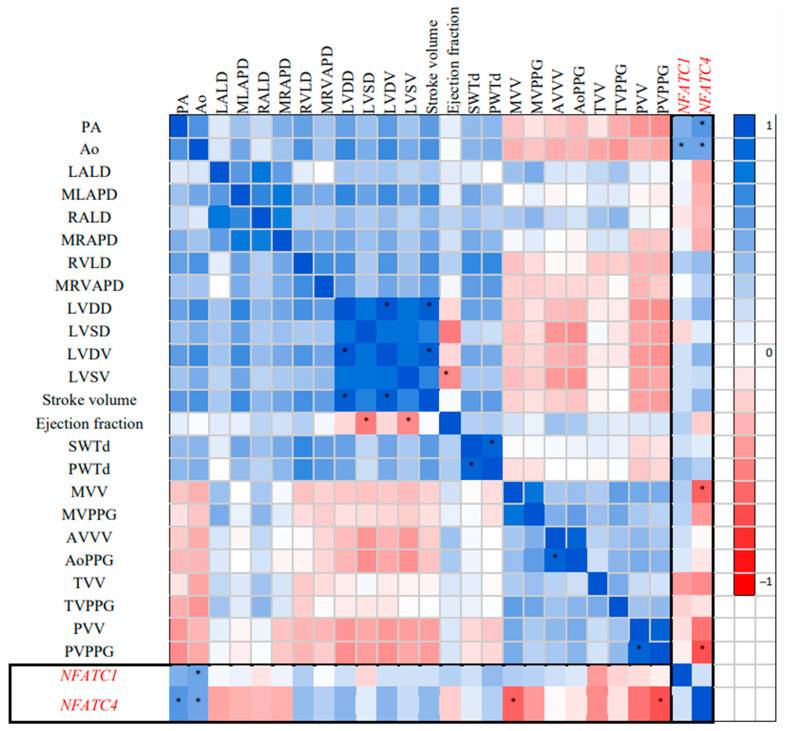 PA
Ao
LALD
MLAPD
RALD
MRAPD
RVLD
MRVAPD
LVDD
LVSD
LVDV
LVSV
Stroke volume
Ejection fraction
SWTd
PWTd
MVV
MVPPG
AVVV
AoPPG
TVV
TVPPG
PVV
PVPPG
NFATC1
NFATC4
PA *
Ao * *
LALD
MLAPD
RALD
MRAPD
RVLD
MRVAPD
LVDD * *
LVSD
LVDV * *
LVSV *
Stroke volume * *
Ejection fraction * *
SWTd *
PWTd *
MVV *
MVPPG
AVVV
AoPPG *
TVV
TVPPG
PVV
PVPPG * *
NFATC1 *
NFATC4 * * * *
1
0
−1